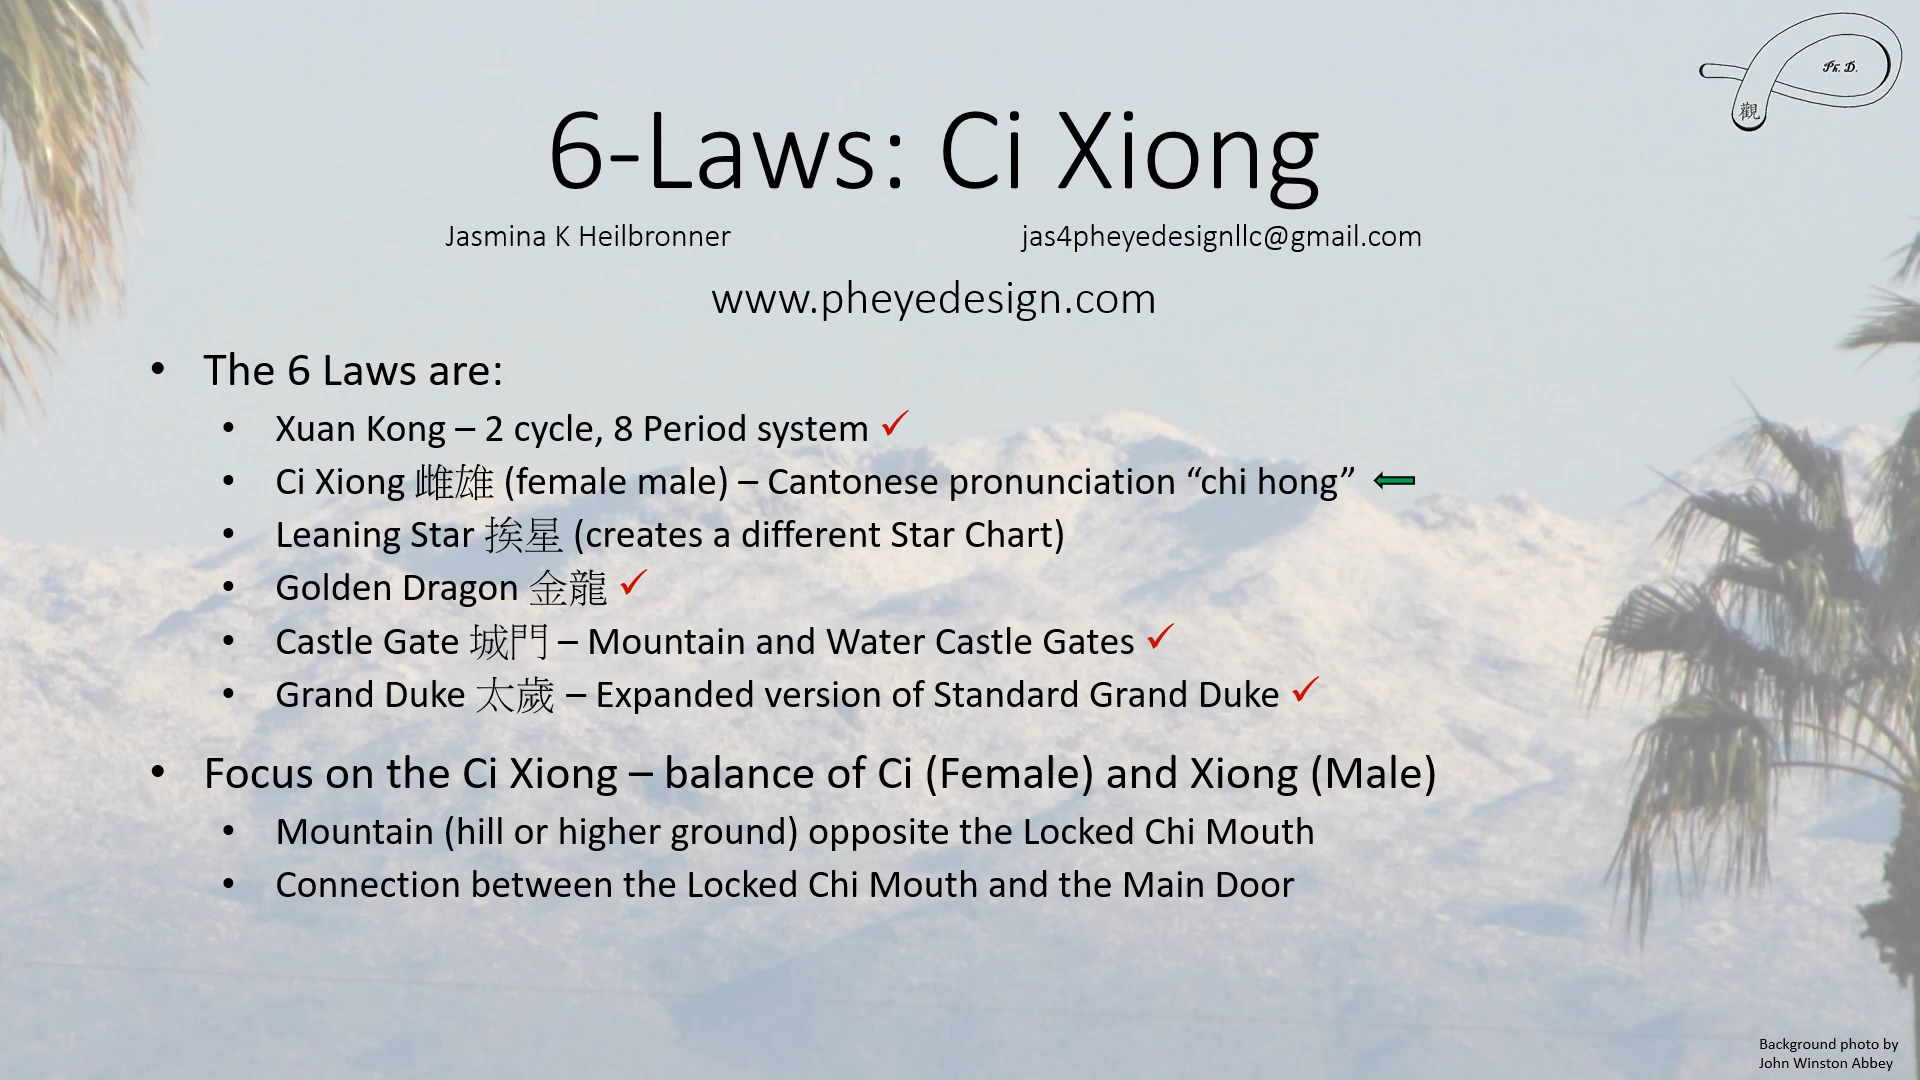 Ph.D.
觀
6-Laws: Ci Xiong
Jasmina K Heilbronner jas4pheyedesignllc@gmail.com
www.pheyedesign.com
• The 6 Laws are:
• Xuan Kong – 2 cycle, 8 Period system ✓
• Ci Xiong 雌雄 (female male) – Cantonese pronunciation “chi hong”
• Leaning Star 挨星 (creates a different Star Chart)
• Golden Dragon 金龍 ✓
• Castle Gate 城門 – Mountain and Water Castle Gates ✓
• Grand Duke 太歲 – Expanded version of Standard Grand Duke ✓
• Focus on the Ci Xiong – balance of Ci (Female) and Xiong (Male)
• Mountain (hill or higher ground) opposite the Locked Chi Mouth
• Connection between the Locked Chi Mouth and the Main Door
Background photo by
John Winston Abbey